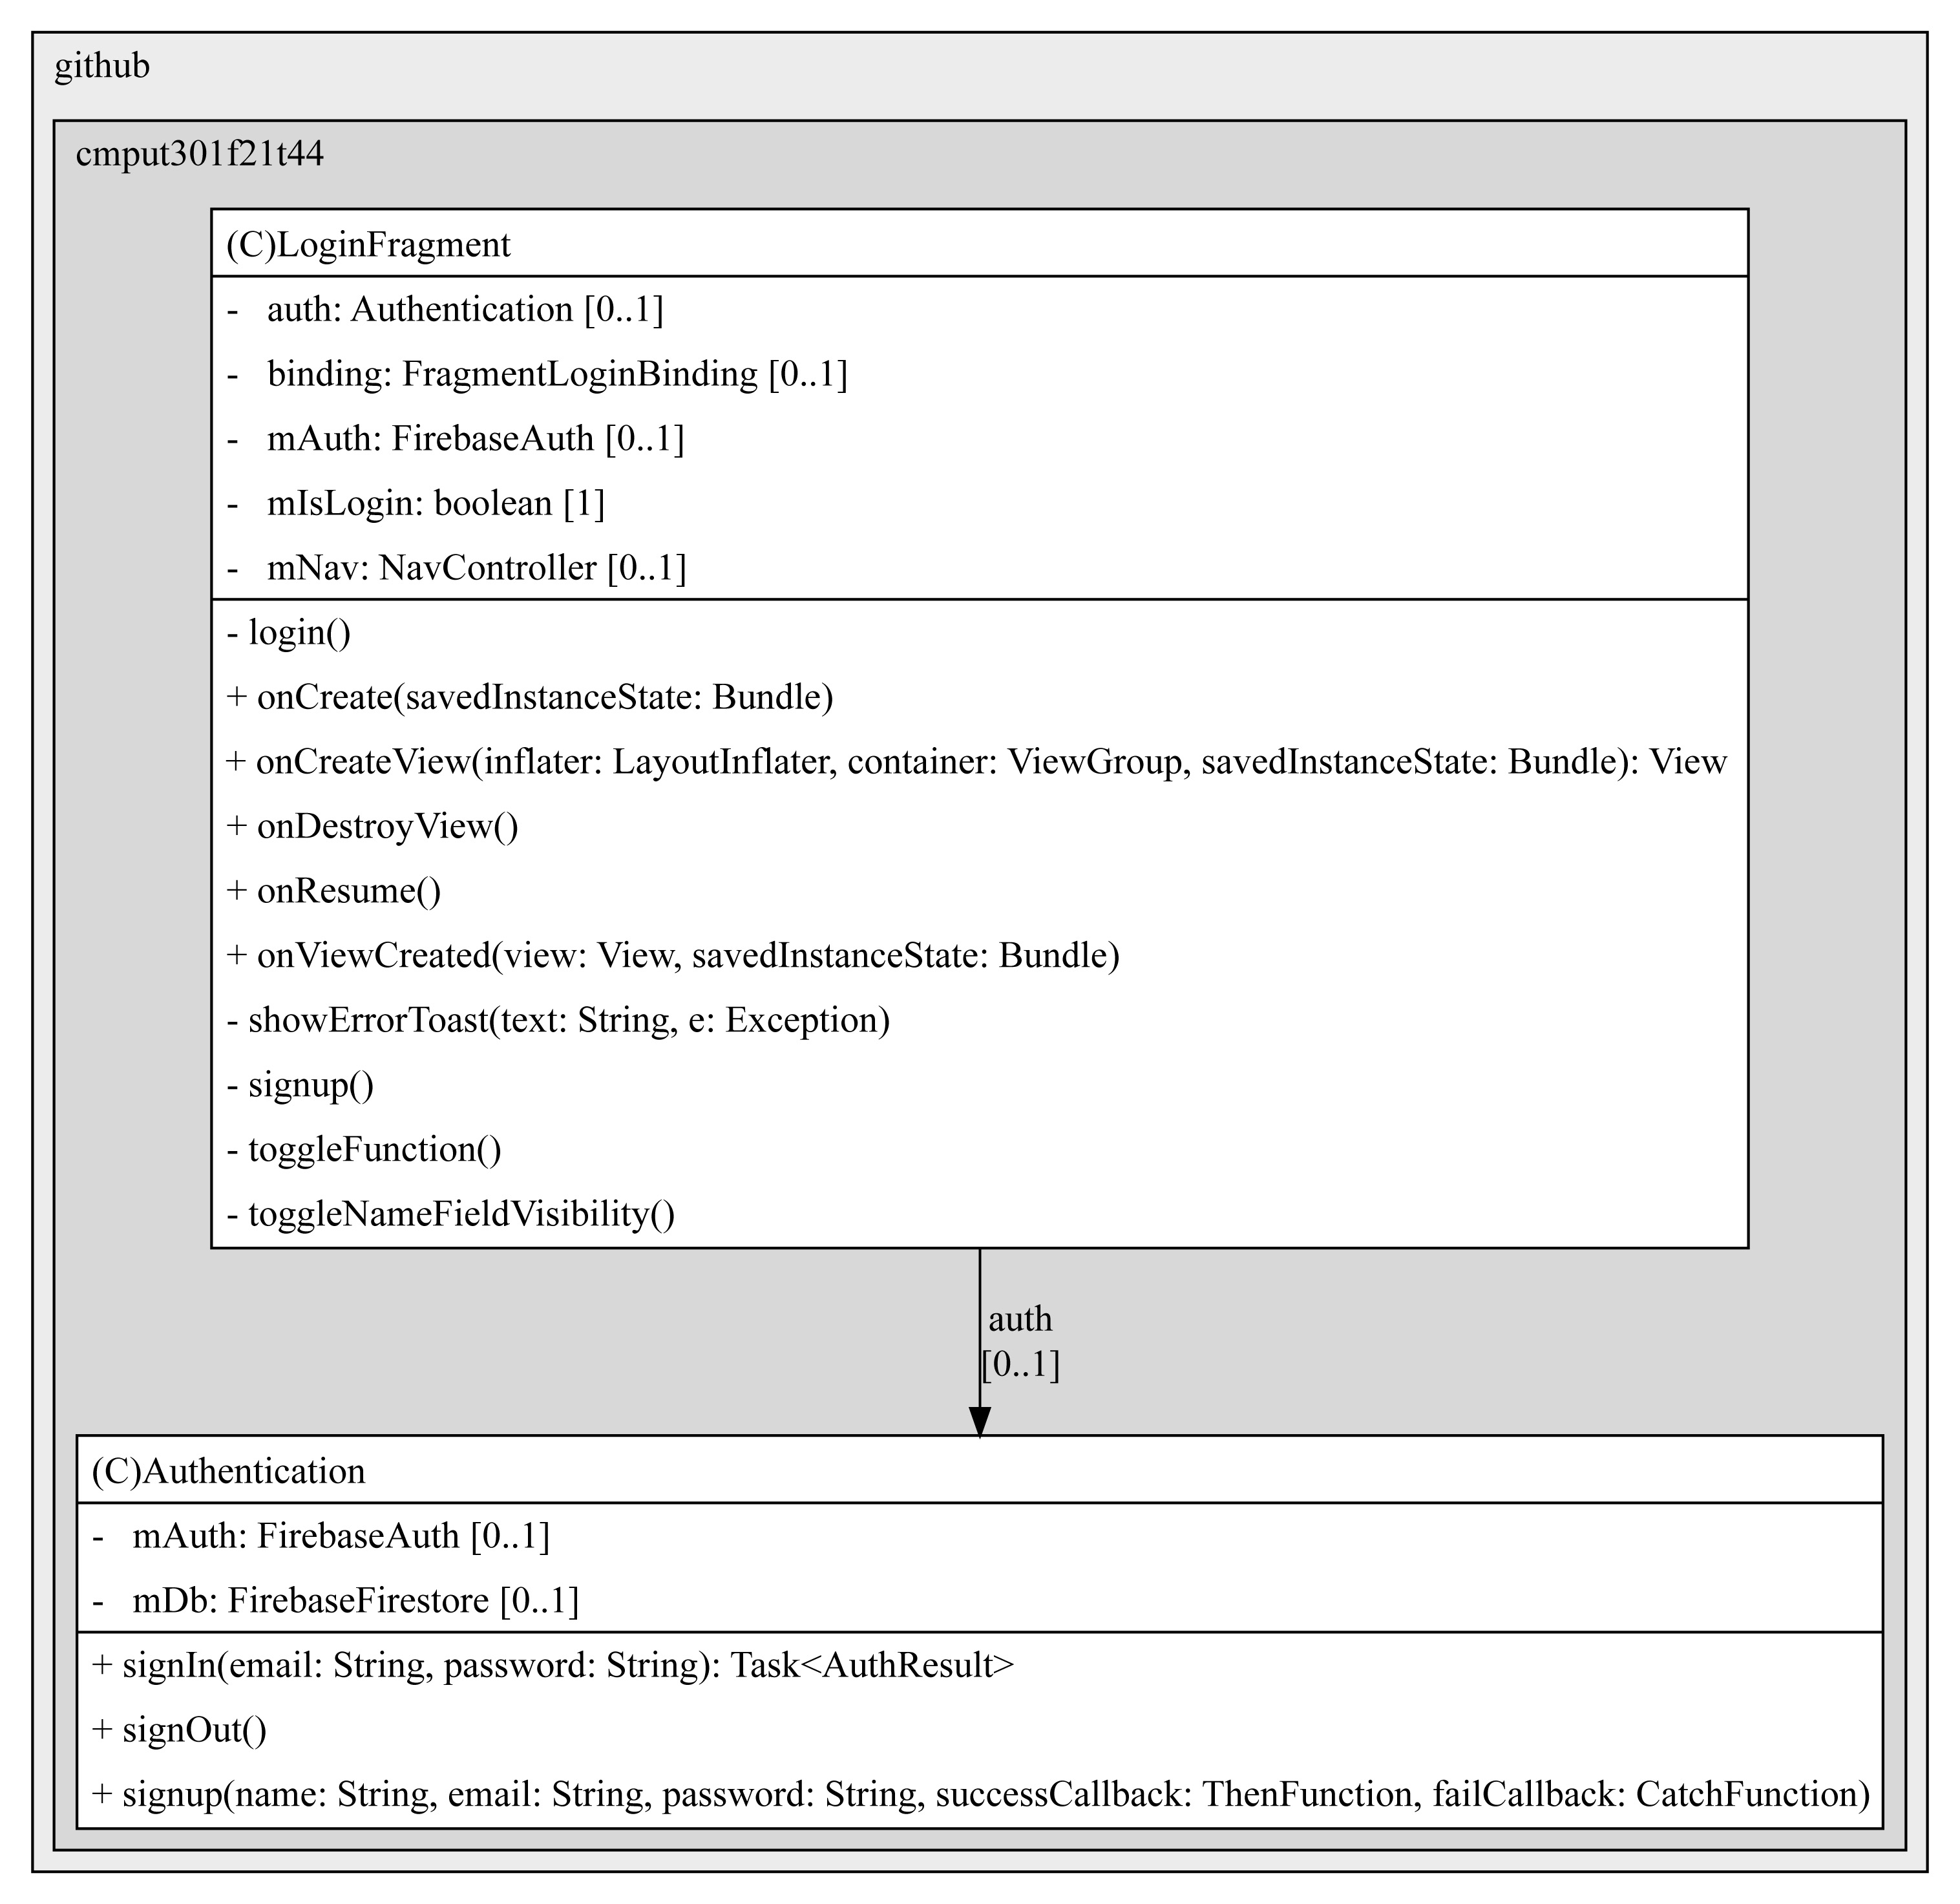 github
cmput301f21t44
(C)LoginFragment
- auth: Authentication [0..1]
- binding: FragmentLoginBinding [0..1]
- mAuth: FirebaseAuth [0..1]
- mIsLogin: boolean [1]
- mNav: NavController [0..1]
- login()
+ onCreate(savedInstanceState: Bundle)
+ onCreateView(inflater: LayoutInflater, container: ViewGroup, savedInstanceState: Bundle): View
+ onDestroyView()
+ onResume()
+ onViewCreated(view: View, savedInstanceState: Bundle)
- showErrorToast(text: String, e: Exception)
- signup()
- toggleFunction()
- toggleNameFieldVisibility()
auth
[0..1]
(C)Authentication
- mAuth: FirebaseAuth [0..1]
- mDb: FirebaseFirestore [0..1]
+ signIn(email: String, password: String): Task<AuthResult>
+ signOut()
+ signup(name: String, email: String, password: String, successCallback: ThenFunction, failCallback: CatchFunction)